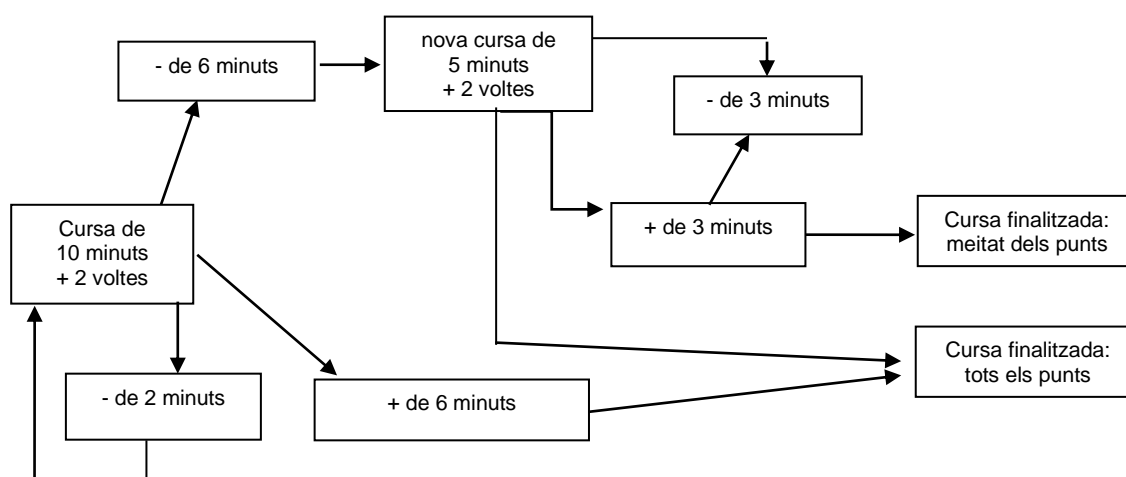 - de 6 minuts
nova cursa de
5 minuts
+ 2 voltes
- de 3 minuts
Cursa de
10 minuts
+ 2 voltes
+ de 3 minuts
Cursa finalitzada:
meitat dels punts
Cursa finalitzada:
tots els punts
- de 2 minuts
+ de 6 minuts